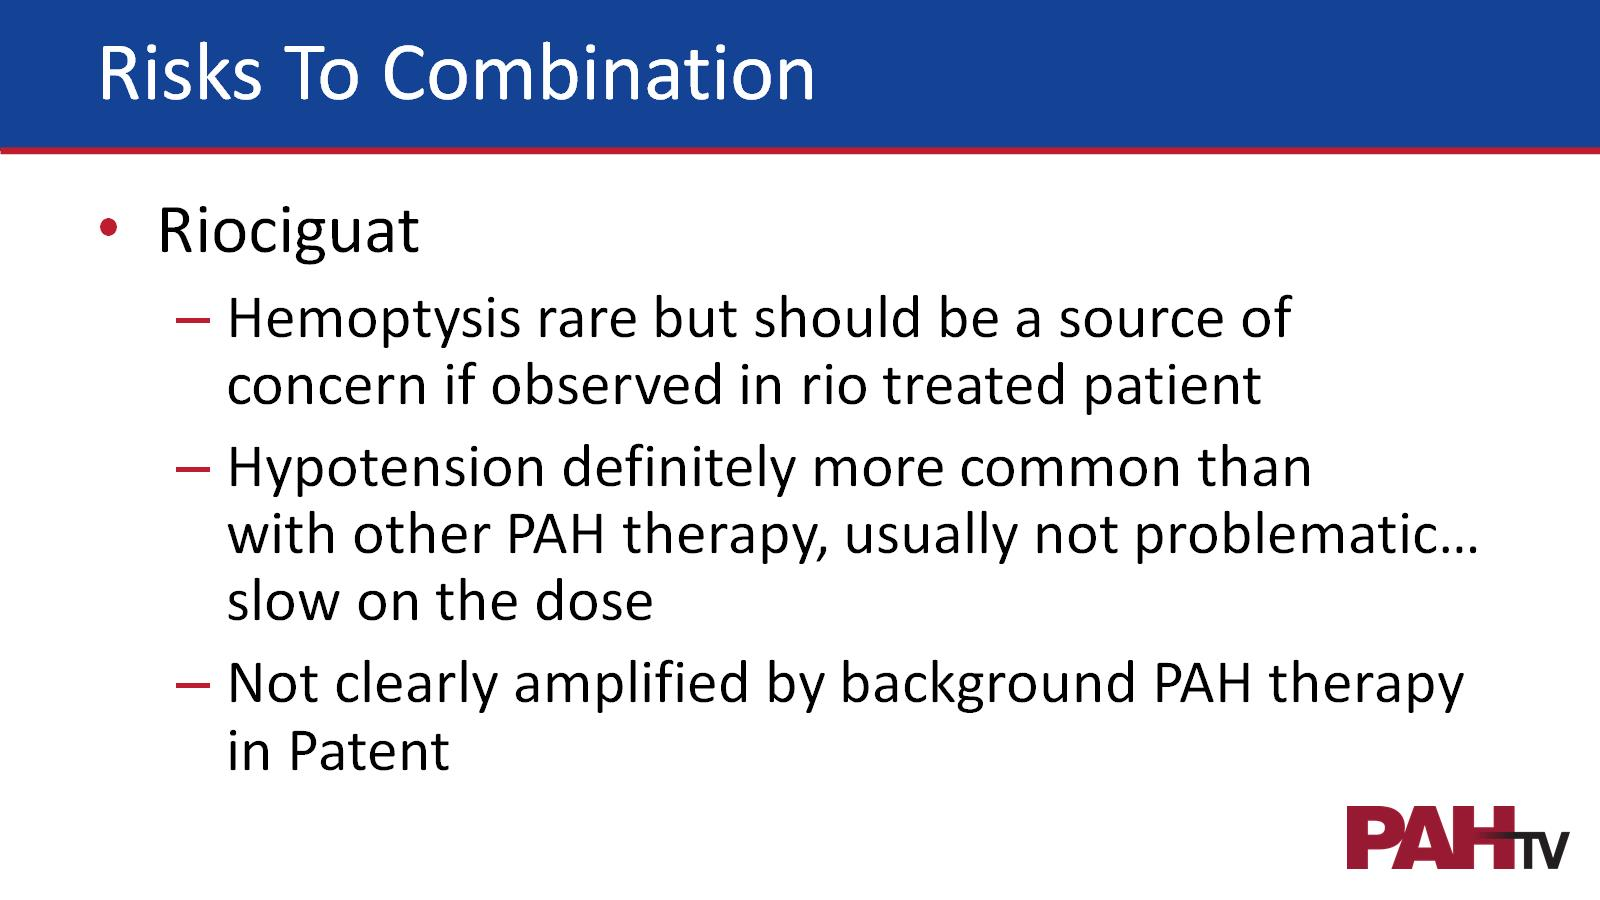 Risks To Combination
• Riociguat
– Hemoptysis rare but should be a source of
concern if observed in rio treated patient
– Hypotension definitely more common than
with other PAH therapy, usually not problematic…
slow on the dose
– Not clearly amplified by background PAH therapy
in Patent
PAHTV